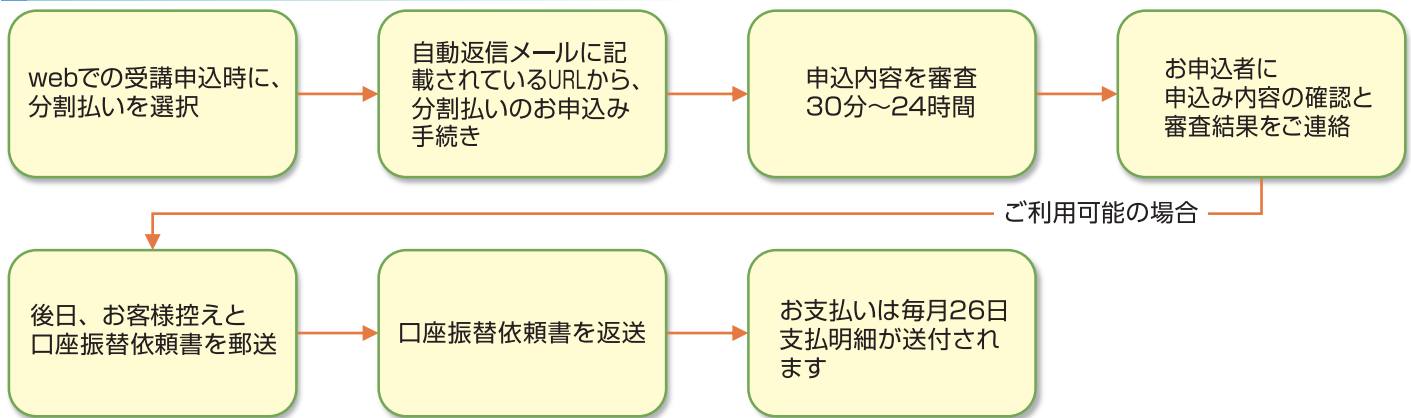 webでの受講申込時に、
分割払いを選択
自動返信メールに記
載されているURLから、
分割払いのお申込み
手続き
申込内容を審査
30分～24時間
お申込者に
申込み内容の確認と
審査結果をご連絡
ご利用可能の場合
後日、お客様控えと
口座振替依頼書を郵送
口座振替依頼書を返送
お支払いは毎月26日
支払明細が送付され
ます